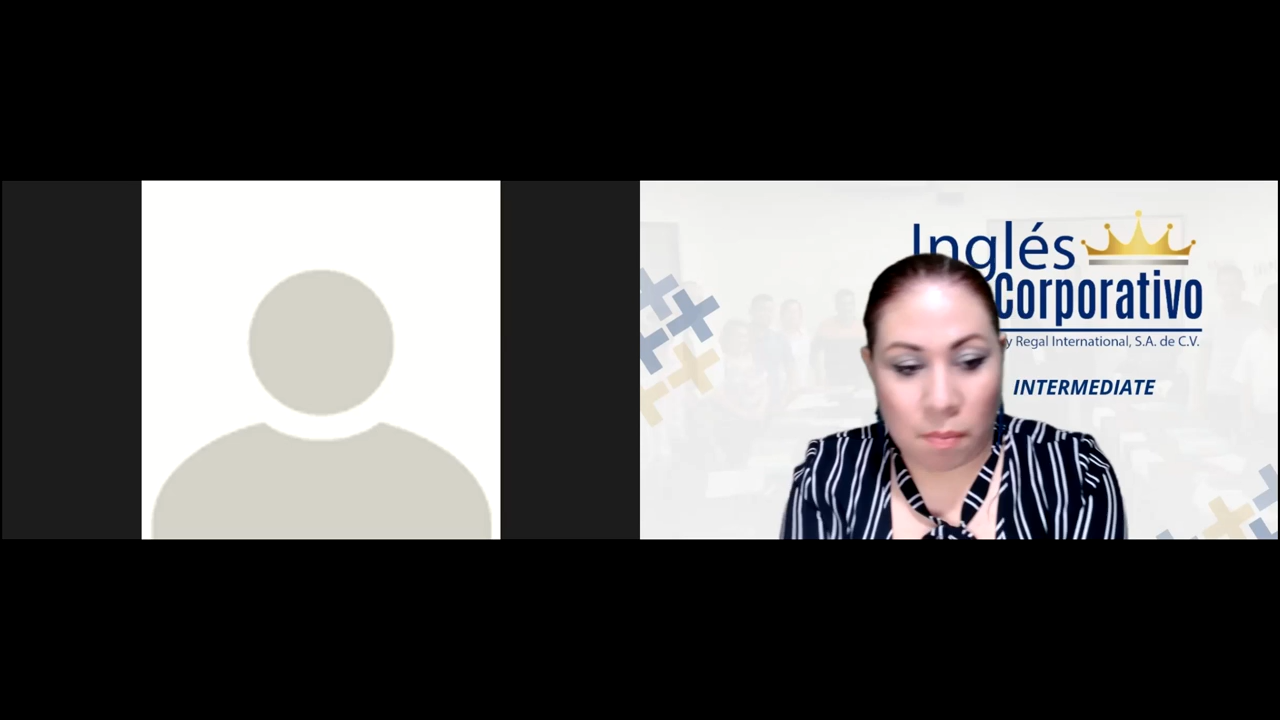 Inglés
Corporativo
y Regal International, S.A. de C.V.
INTERMEDIATE